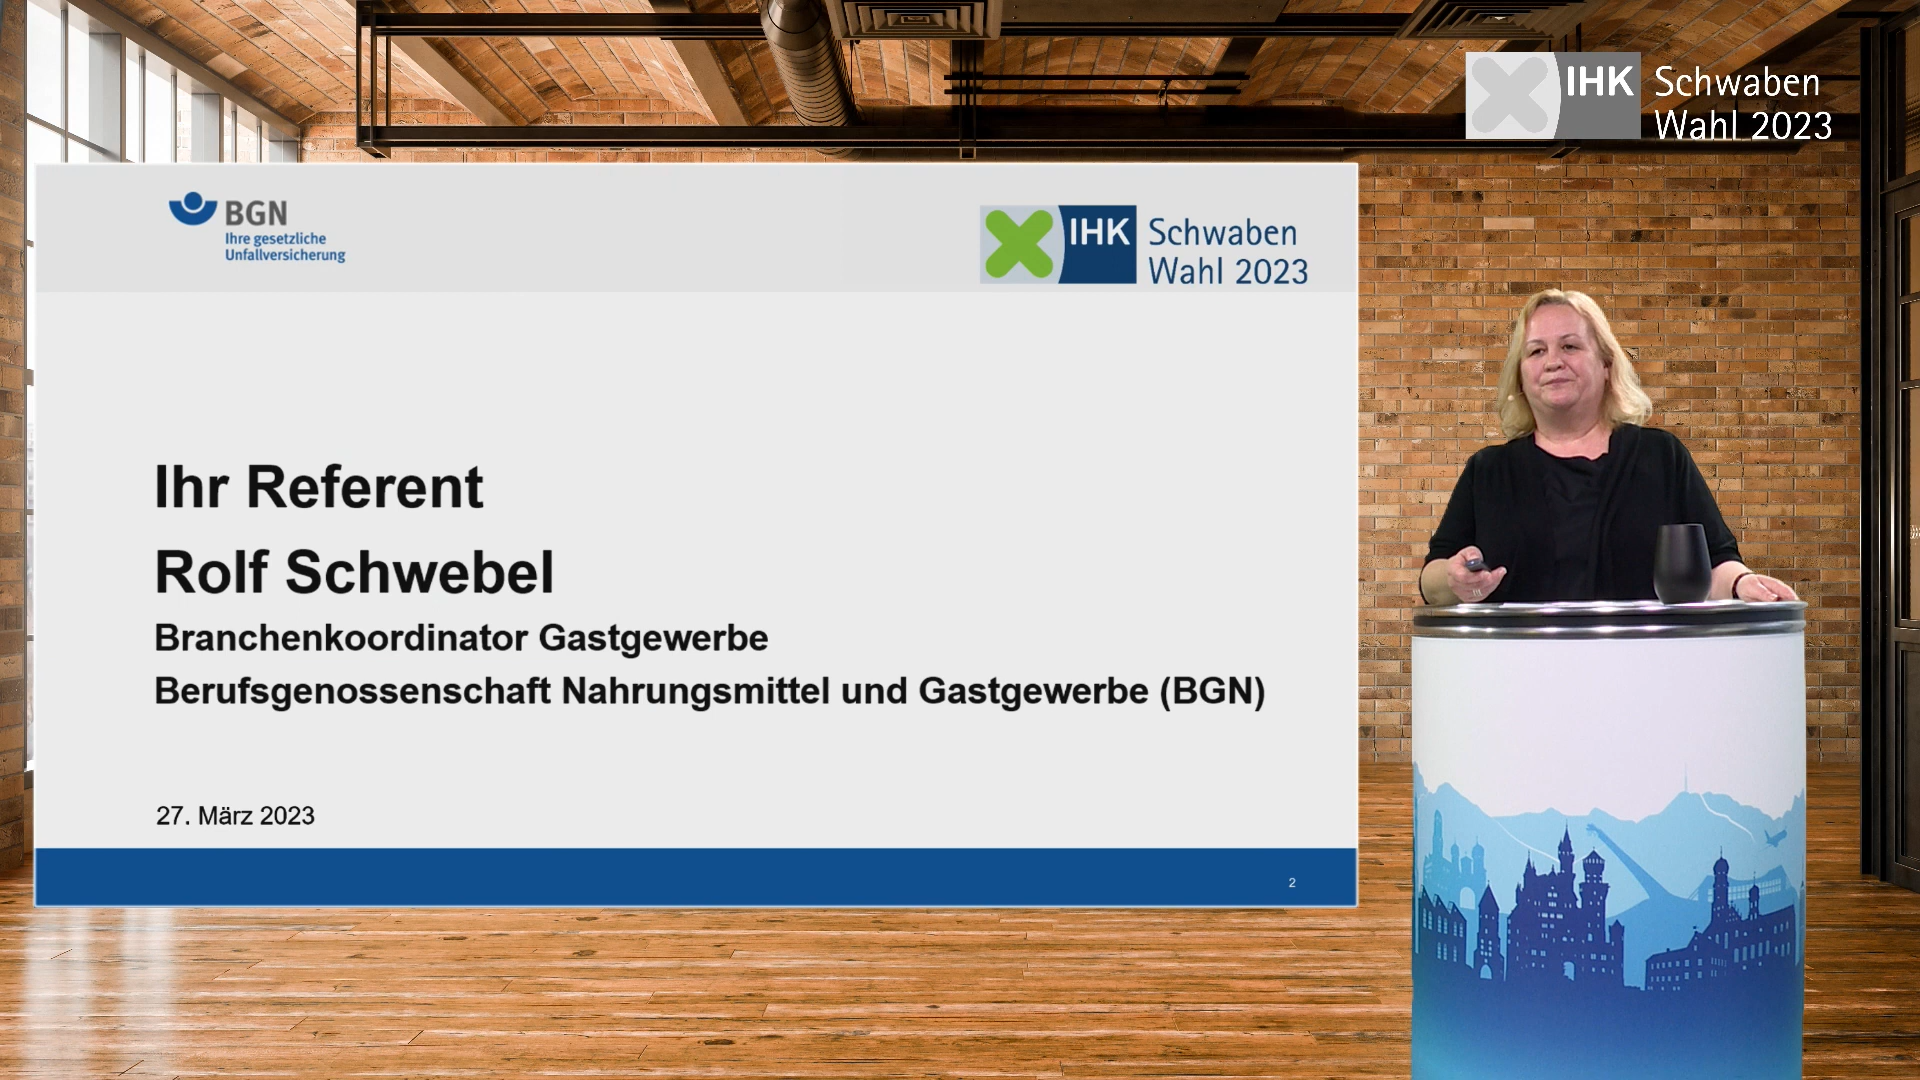 IHK Schwaben
Wahl 2023
BGN
Ihre gesetzliche
Unfallversicherung
IHK Schwaben
Wahl 2023
Ihr Referent
Rolf Schwebel
Branchenkoordinator Gastgewerbe
Berufsgenossenschaft Nahrungsmittel und Gastgewerbe (BGN)
27. März 2023
2